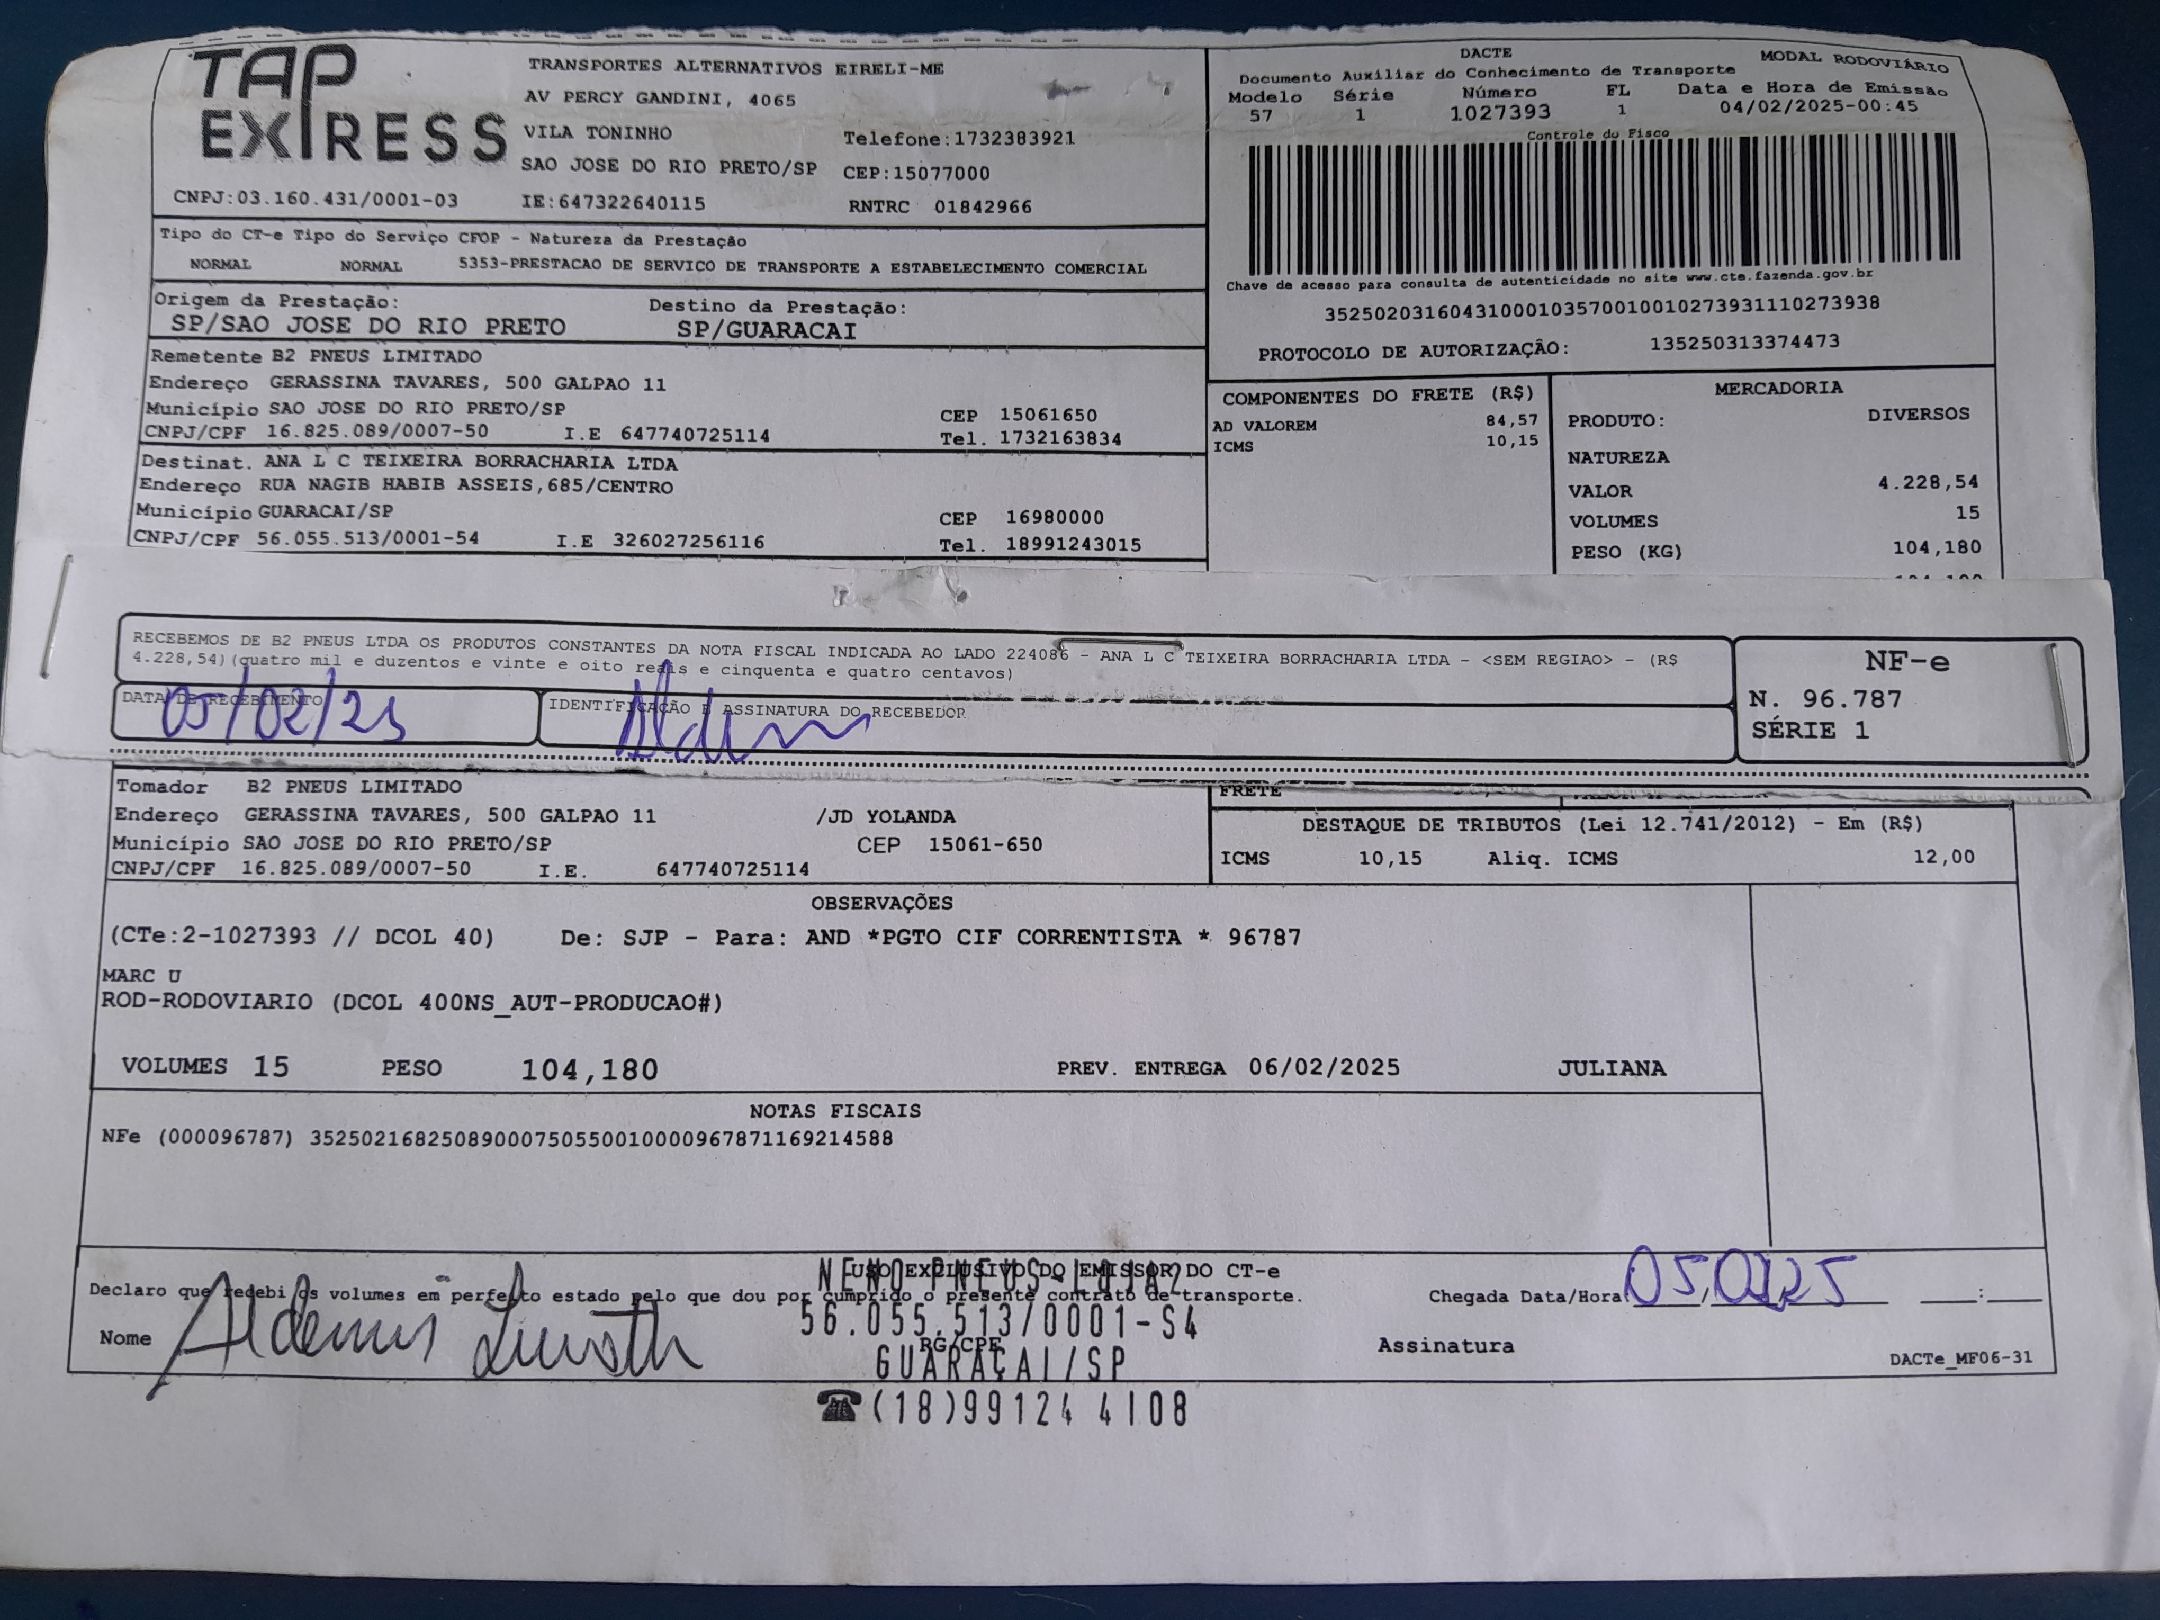 TAP
EXPRESS
TRANSPORTES ALTERNATIVOS EIRELI-ME
AV PERCY GANDINI, 4065
VILA TONINHO
Telefone:1732383921
SAO JOSE DO RIO PRETO/SP CEP:15077000
CNPJ:03.160.431/0001-03 IE:647322640115 RNTRC 01842966
DACTE MODAL RODOVIÁRIO
Documento Auxiliar do Conhecimento de Transporte
Modelo Série Número FL Data e Hora de Emissão
57 1 1027393 1 04/02/2025-00:45
Controle do Fisco
Chave de acesso para consulta de autenticidade no site www.cte.fazenda.gov.br
35250203160431000103570010010273931110273938
PROTOCOLO DE AUTORIZAÇÃO: 135250313374473
Tipo do CT-e Tipo do Serviço CFOP - Natureza da Prestação
NORMAL NORMAL 5353-PRESTACAO DE SERVICO DE TRANSPORTE A ESTABELECIMENTO COMERCIAL
Origem da Prestação: Destino da Prestação:
SP/SAO JOSE DO RIO PRETO SP/GUARACAI
Remetente B2 PNEUS LIMITADO
Endereço GERASSINA TAVARES, 500 GALPAO 11
Município SAO JOSE DO RIO PRETO/SP CEP 15061650
CNPJ/CPF 16.825.089/0007-50 I.E 647740725114 Tel. 1732163834
Destinat. ANA L C TEIXEIRA BORRACHARIA LTDA
Endereço RUA NAGIB HABIB ASSEIS,685/CENTRO
Município GUARACAI/SP CEP 16980000
CNPJ/CPF 56.055.513/0001-54 I.E 326027256116 Tel. 18991243015
COMPONENTES DO FRETE (R$)
AD VALOREM 84,57
ICMS 10,15
MERCADORIA
PRODUTO: DIVERSOS
NATUREZA
VALOR 4.228,54
VOLUMES 15
PESO (KG) 104,180
RECEBEMOS DE B2 PNEUS LTDA OS PRODUTOS CONSTANTES DA NOTA FISCAL INDICADA AO LADO 224086 - ANA L C TEIXEIRA BORRACHARIA LTDA - <SEM REGIAO> - (R$
4.228,54)(quatro mil e duzentos e vinte e oito reais e cinquenta e quatro centavos)
DATA DE RECEBIMENTO
05/02/25
IDENTIFICAÇÃO E ASSINATURA DO RECEBEDOR
NF-e
N. 96.787
SÉRIE 1
Tomador B2 PNEUS LIMITADO
Endereço GERASSINA TAVARES, 500 GALPAO 11 /JD YOLANDA
Município SAO JOSE DO RIO PRETO/SP CEP 15061-650
CNPJ/CPF 16.825.089/0007-50 I.E. 647740725114
FRETE
DESTAQUE DE TRIBUTOS (Lei 12.741/2012) - Em (R$)
ICMS 10,15 Aliq. ICMS 12,00
OBSERVAÇÕES
(CTe:2-1027393 // DCOL 40) De: SJP - Para: AND *PGTO CIF CORRENTISTA * 96787
MARC U
ROD-RODOVIARIO (DCOL 400NS_AUT-PRODUCAO#)
VOLUMES 15 PESO 104,180 PREV. ENTREGA 06/02/2025 JULIANA
NOTAS FISCAIS
NFe (000096787) 35250216825089000750550010000967871169214588
USO EXCLUSIVO DO EMISSOR DO CT-e
NENO PNEUS-LOJA2
Declaro que recebi os volumes em perfeito estado pelo que dou por cumprido o presente contrato de transporte.
Chegada Data/Hora: 05,02,25 :
56.055.513/0001-54
Nome RG/CPF Assinatura
GUARAÇAI/SP
DACTe_MF06-31
☎(18)99124 4108